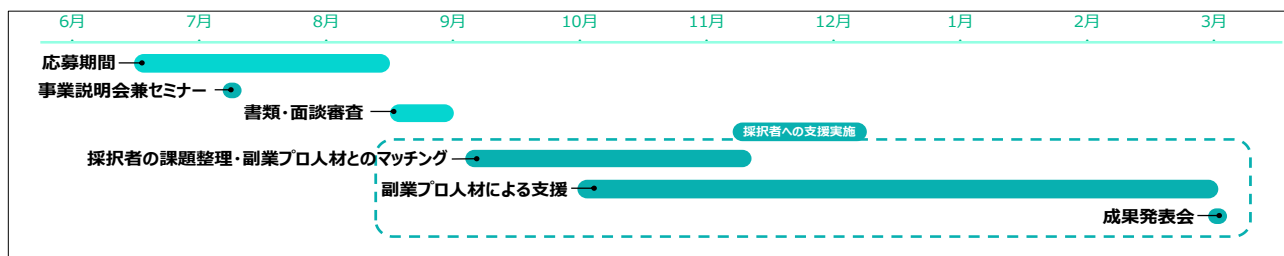 6月 7月 8月 9月 10月 11月 12月 1月 2月 3月
応募期間
事業説明会兼セミナー
書類・面談審査
採択者への支援実施
採択者の課題整理・副業プロ人材とのマッチング
副業プロ人材による支援
成果発表会